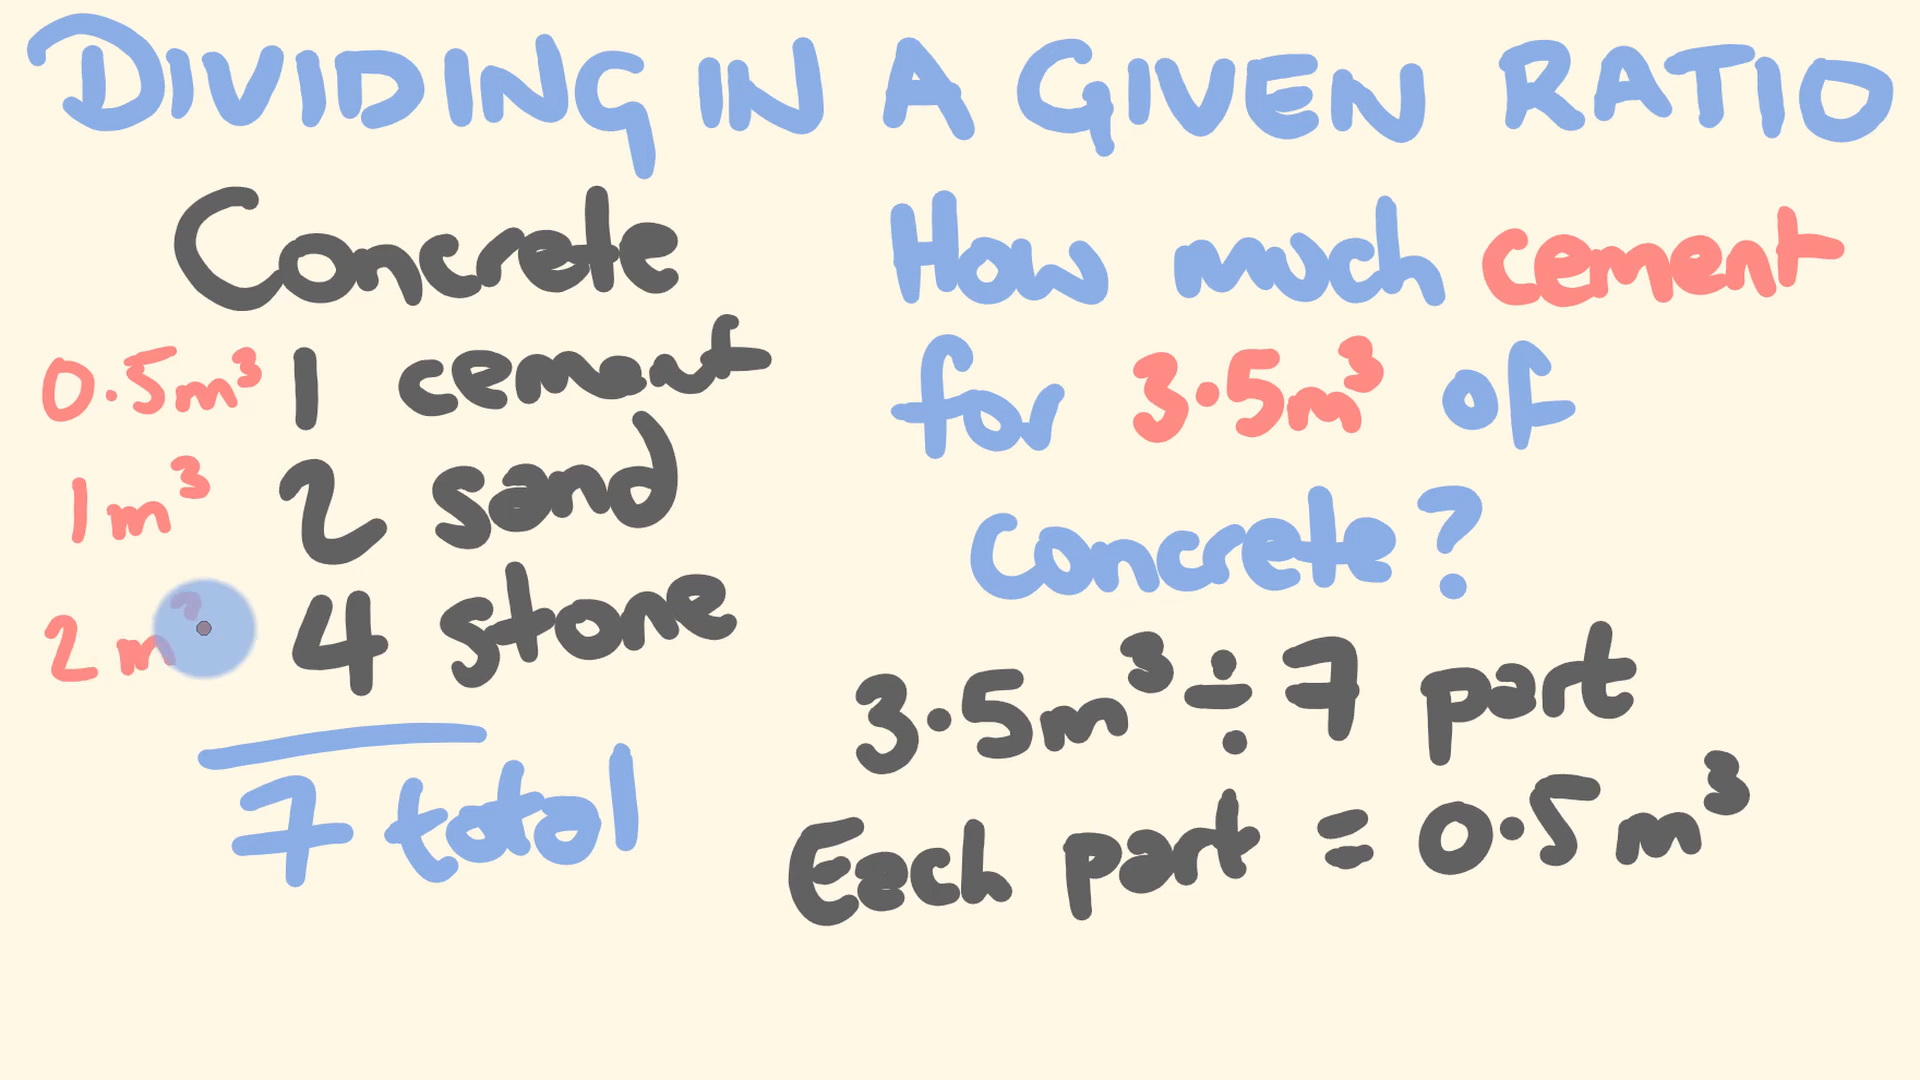 DIVIDING IN A GIVEN RATIO
Concrete
0.5m³ 1 cement
1m³ 2 sand
2m³ 4 stone
7 total
How much cement
for 3.5m³ of
concrete?
3.5m³ ÷ 7 part
Each part = 0.5m³